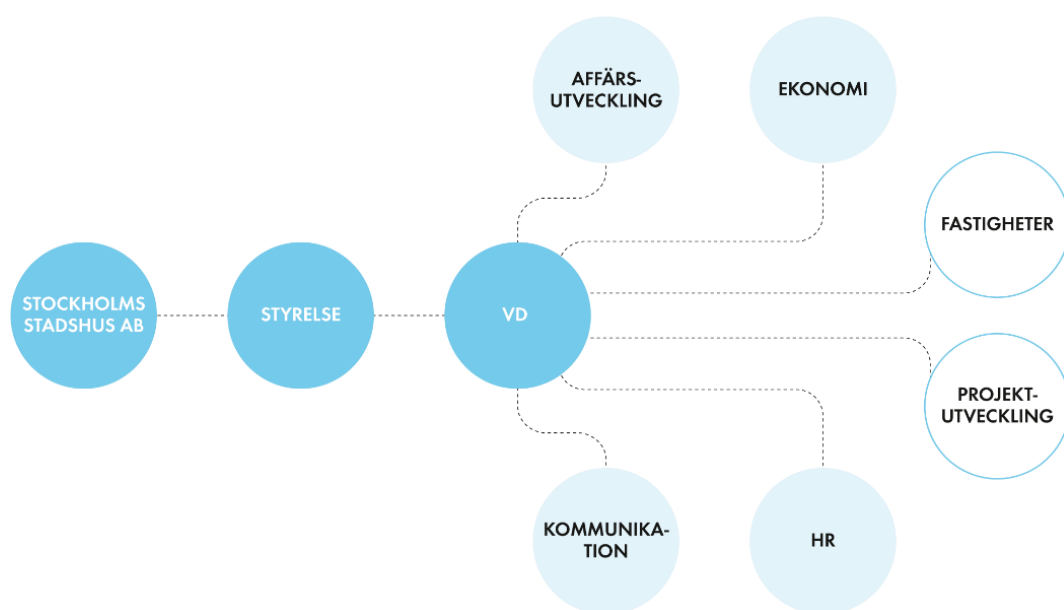 AFFÄRS-
UTVECKLING
EKONOMI
FASTIGHETER
STOCKHOLMS
STADSHUS AB
STYRELSE
VD
PROJEKT-
UTVECKLING
KOMMUNIKA-
TION
HR